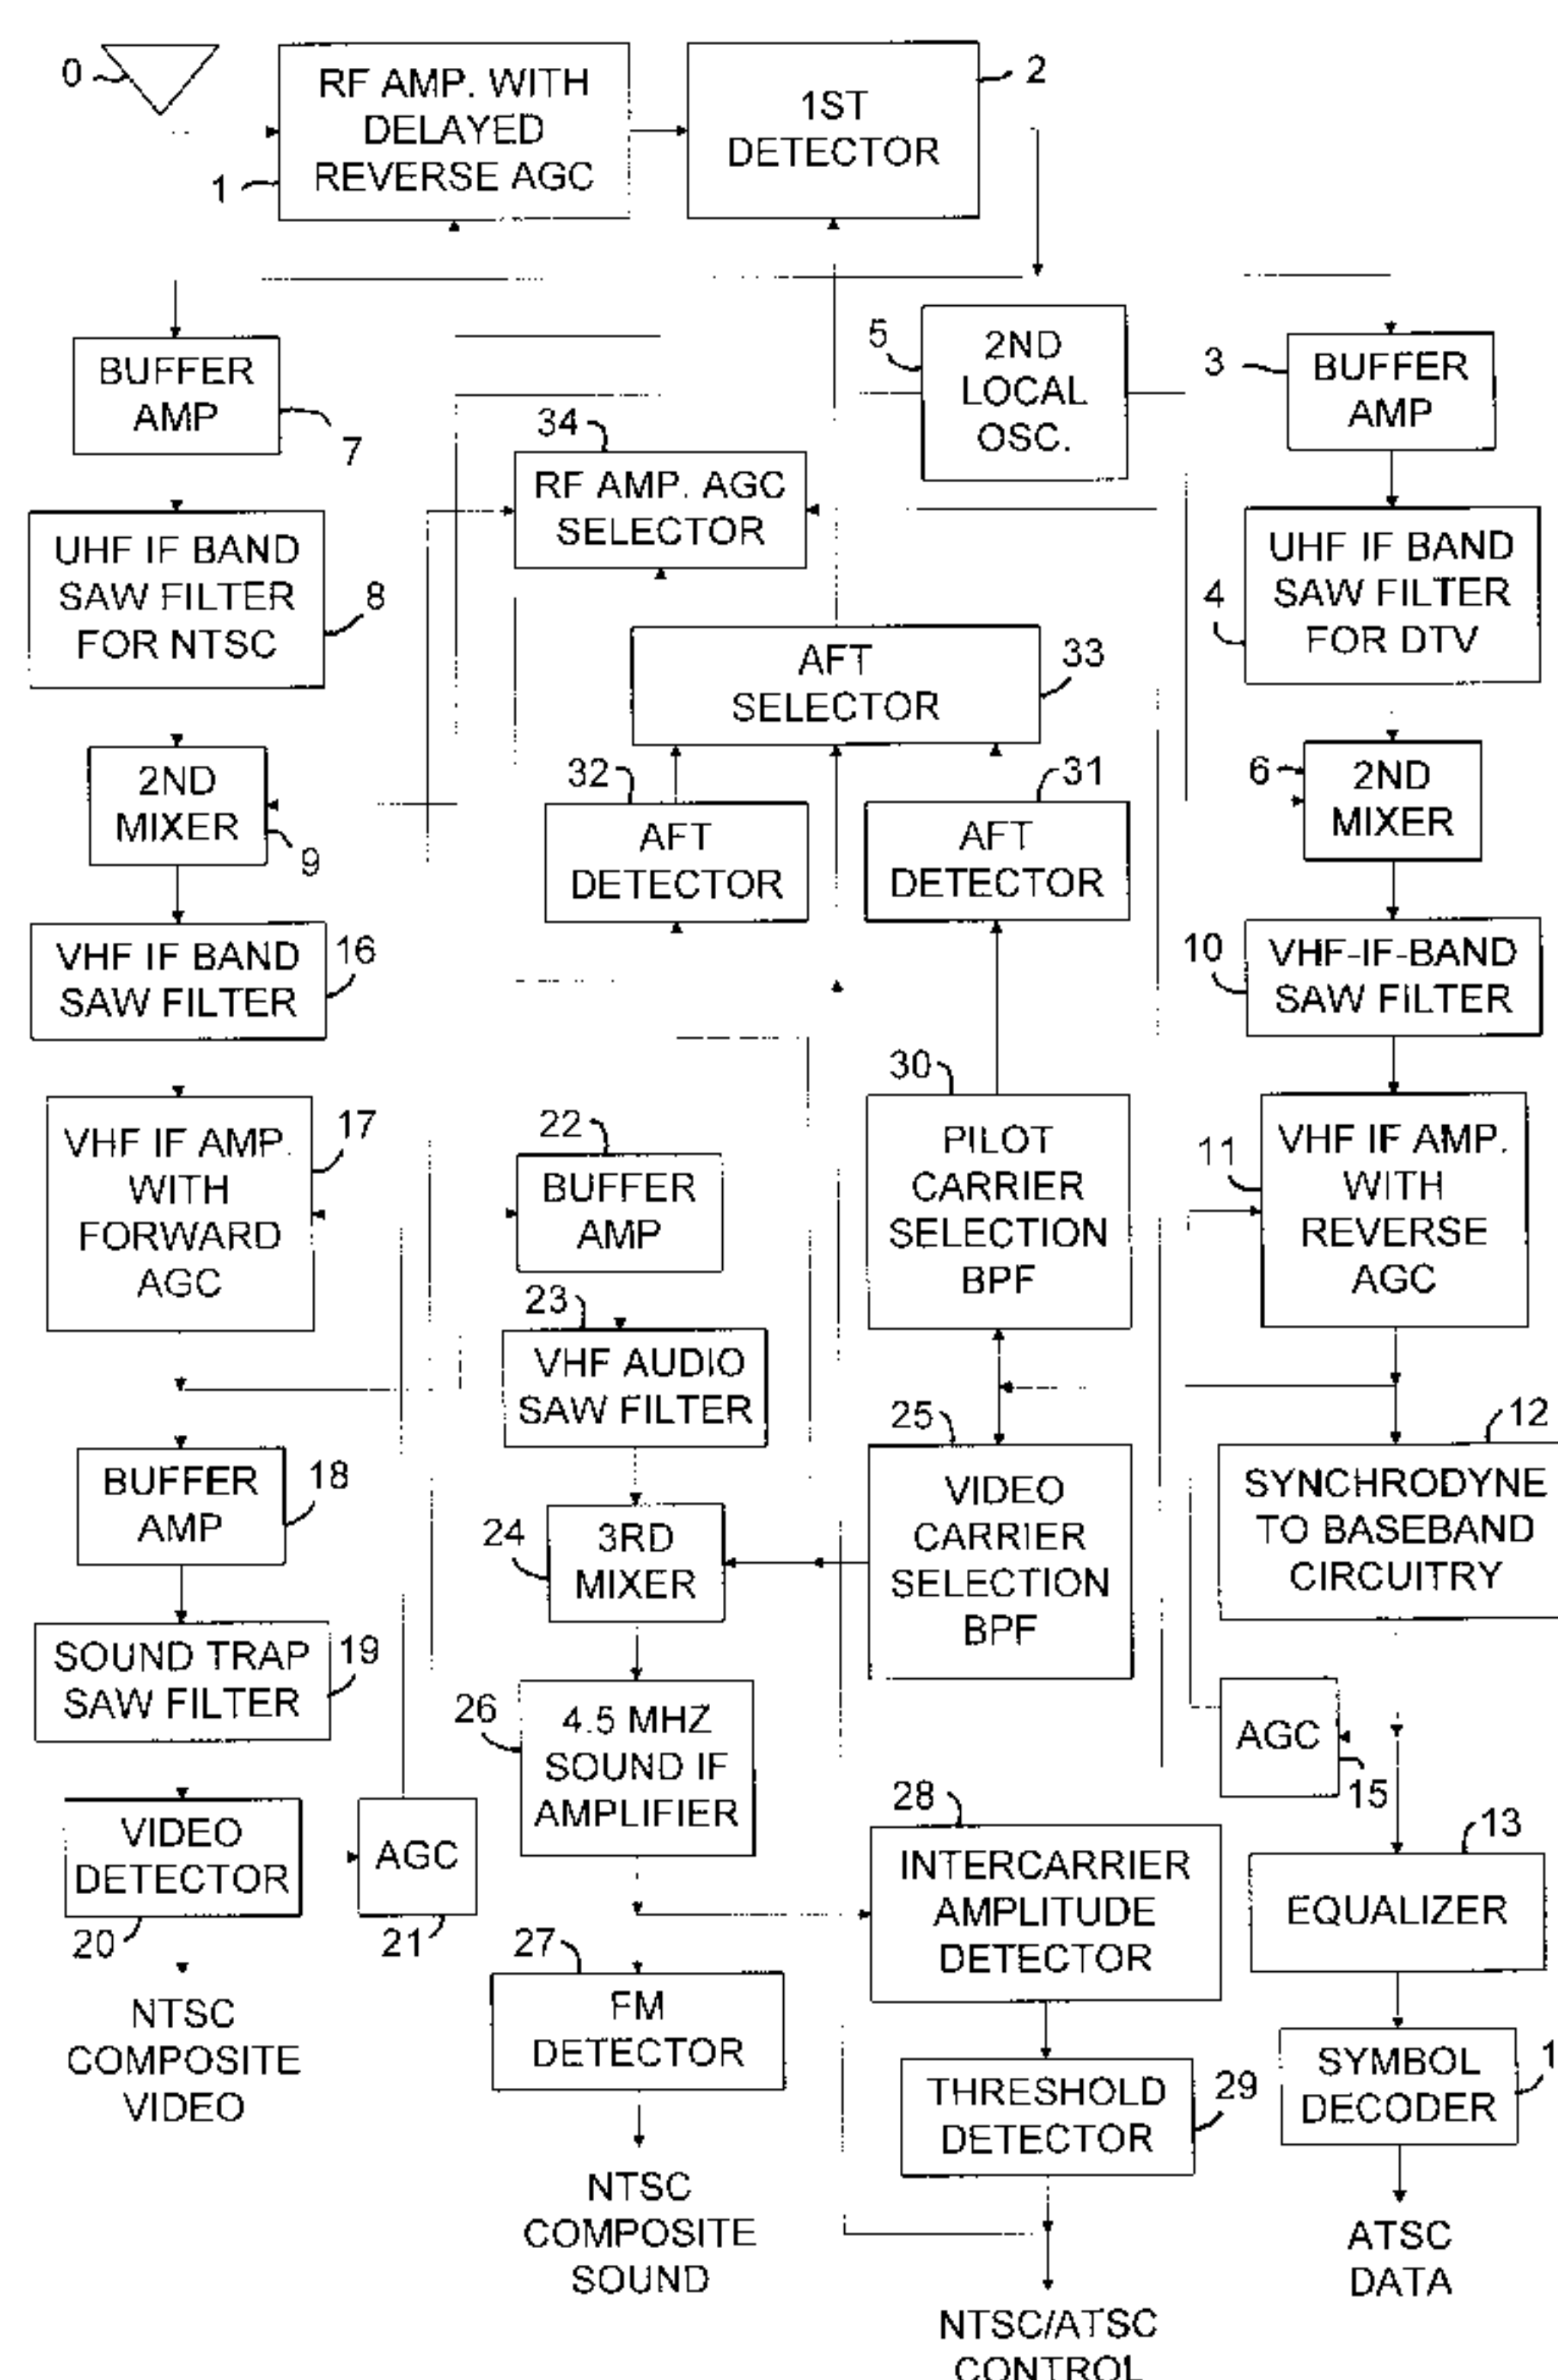 0
RF AMP. WITH
DELAYED
REVERSE AGC
1
1ST
DETECTOR
2
BUFFER
AMP
7
5
2ND
LOCAL
OSC.
3
BUFFER
AMP
34
RF AMP. AGC
SELECTOR
UHF IF BAND
SAW FILTER
FOR NTSC
8
4
UHF IF BAND
SAW FILTER
FOR DTV
AFT
SELECTOR
33
2ND
MIXER
9
32
AFT
DETECTOR
31
AFT
DETECTOR
6
2ND
MIXER
VHF IF BAND
SAW FILTER
16
10
VHF-IF-BAND
SAW FILTER
VHF IF AMP.
WITH
FORWARD
AGC
17
22
BUFFER
AMP
30
PILOT
CARRIER
SELECTION
BPF
11
VHF IF AMP.
WITH
REVERSE
AGC
23
VHF AUDIO
SAW FILTER
BUFFER
AMP
18
24
3RD
MIXER
25
VIDEO
CARRIER
SELECTION
BPF
12
SYNCHRODYNE
TO BASEBAND
CIRCUITRY
SOUND TRAP
SAW FILTER
19
26
4.5 MHZ
SOUND IF
AMPLIFIER
AGC
15
VIDEO
DETECTOR
20
AGC
21
28
INTERCARRIER
AMPLITUDE
DETECTOR
13
EQUALIZER
NTSC
COMPOSITE
VIDEO
27
FM
DETECTOR
THRESHOLD
DETECTOR
29
SYMBOL
DECODER
1
NTSC
COMPOSITE
SOUND
NTSC/ATSC
CONTROL
ATSC
DATA